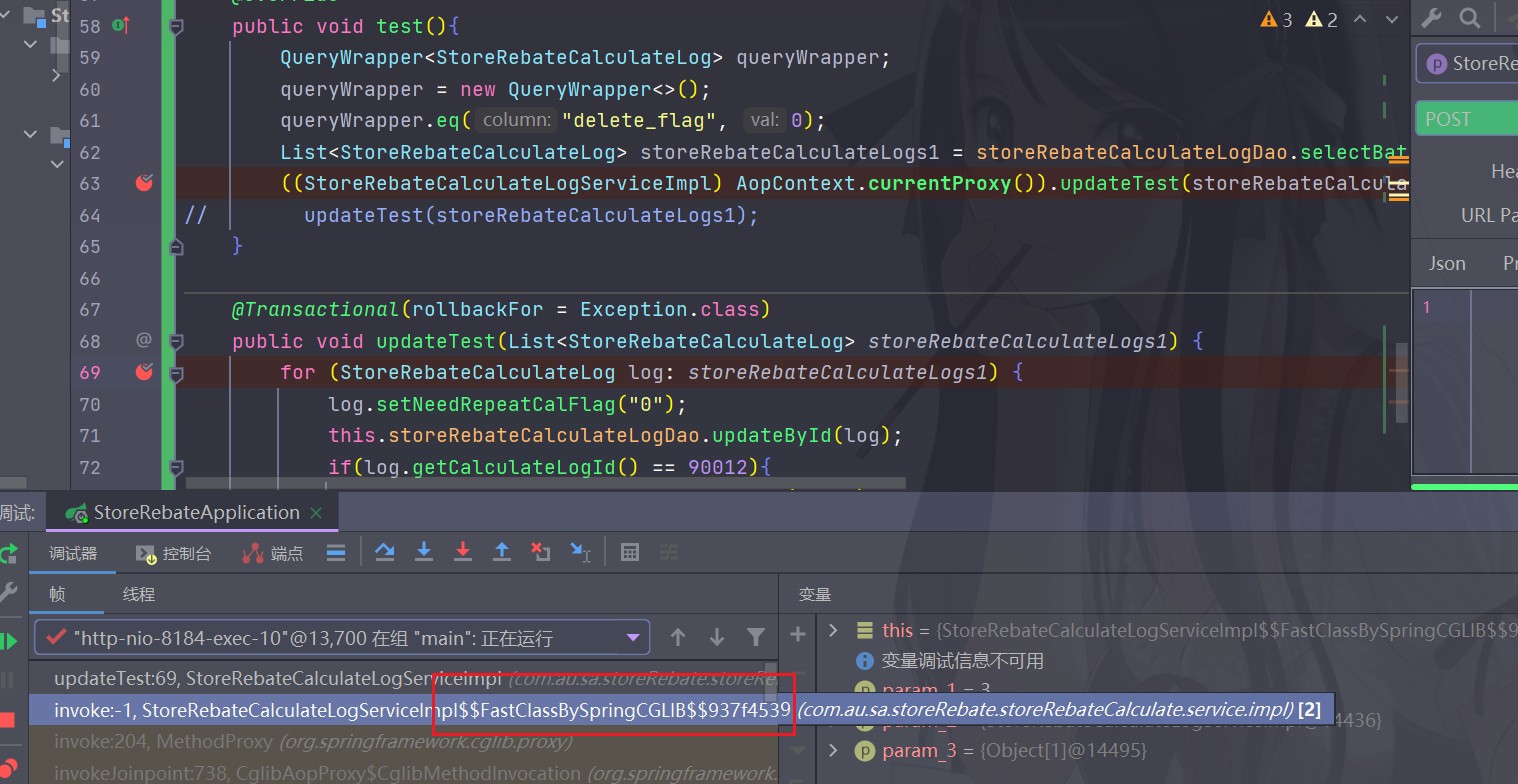 St
58 public void test(){
3 2
59 QueryWrapper<StoreRebateCalculateLog> queryWrapper;
60 queryWrapper = new QueryWrapper<>();
61 queryWrapper.eq( column: "delete_flag", val: 0);
62 List<StoreRebateCalculateLog> storeRebateCalculateLogs1 = storeRebateCalculateLogDao.selectBat
63 ((StoreRebateCalculateLogServiceImpl) AopContext.currentProxy()).updateTest(storeRebateCalcula
64 // updateTest(storeRebateCalculateLogs1);
65 }
66
67 @Transactional(rollbackFor = Exception.class)
68 @ public void updateTest(List<StoreRebateCalculateLog> storeRebateCalculateLogs1) {
69 for (StoreRebateCalculateLog log: storeRebateCalculateLogs1) {
70 log.setNeedRepeatCalFlag("0");
71 this.storeRebateCalculateLogDao.updateById(log);
72 if(log.getCalculateLogId() == 90012){
p StoreRe
POST
Hea
URL Pa
Json Pr
1
调试: StoreRebateApplication
调试器 控制台 端点
帧 线程
变量
"http-nio-8184-exec-10"@13,700 在组 "main": 正在运行
updateTest:69, StoreRebateCalculateLogServiceImpl (com.au.sa.storeRebate.storeRe
invoke:-1, StoreRebateCalculateLogServiceImpl$$FastClassBySpringCGLIB$$937f4539 (com.au.sa.storeRebate.storeRebateCalculate.service.impl) [2]
invoke:204, MethodProxy (org.springframework.cglib.proxy)
invokeJoinpoint:738, CglibAopProxy$CglibMethodInvocation (org.springframework.
this = {StoreRebateCalculateLogServiceImpl$$FastClassBySpringCGLIB$$9
变量调试信息不可用
param_1 = 3
14436}
p param_3 = {Object[1]@14495}